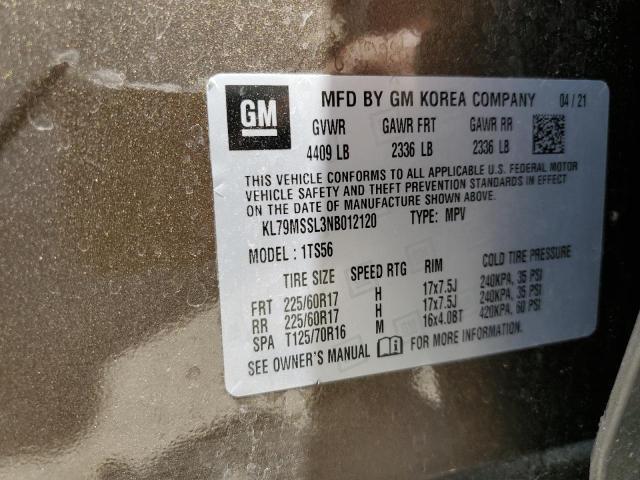 GM
MFD BY GM KOREA COMPANY 04 / 21
GVWR GAWR FRT GAWR RR
4409 LB 2336 LB 2336 LB
THIS VEHICLE CONFORMS TO ALL APPLICABLE U.S. FEDERAL MOTOR
VEHICLE SAFETY AND THEFT PREVENTION STANDARDS IN EFFECT
ON THE DATE OF MANUFACTURE SHOWN ABOVE.
KL79MSSL3NB012120 TYPE: MPV
MODEL : 1TS56
TIRE SIZE SPEED RTG RIM COLD TIRE PRESSURE
FRT 225/60R17 H 17x7.5J 240KPA, 35 PSI
RR 225/60R17 H 17x7.5J 240KPA, 35 PSI
SPA T125/70R16 M 16x4.0BT 420KPA, 60 PSI
SEE OWNER'S MANUAL FOR MORE INFORMATION.